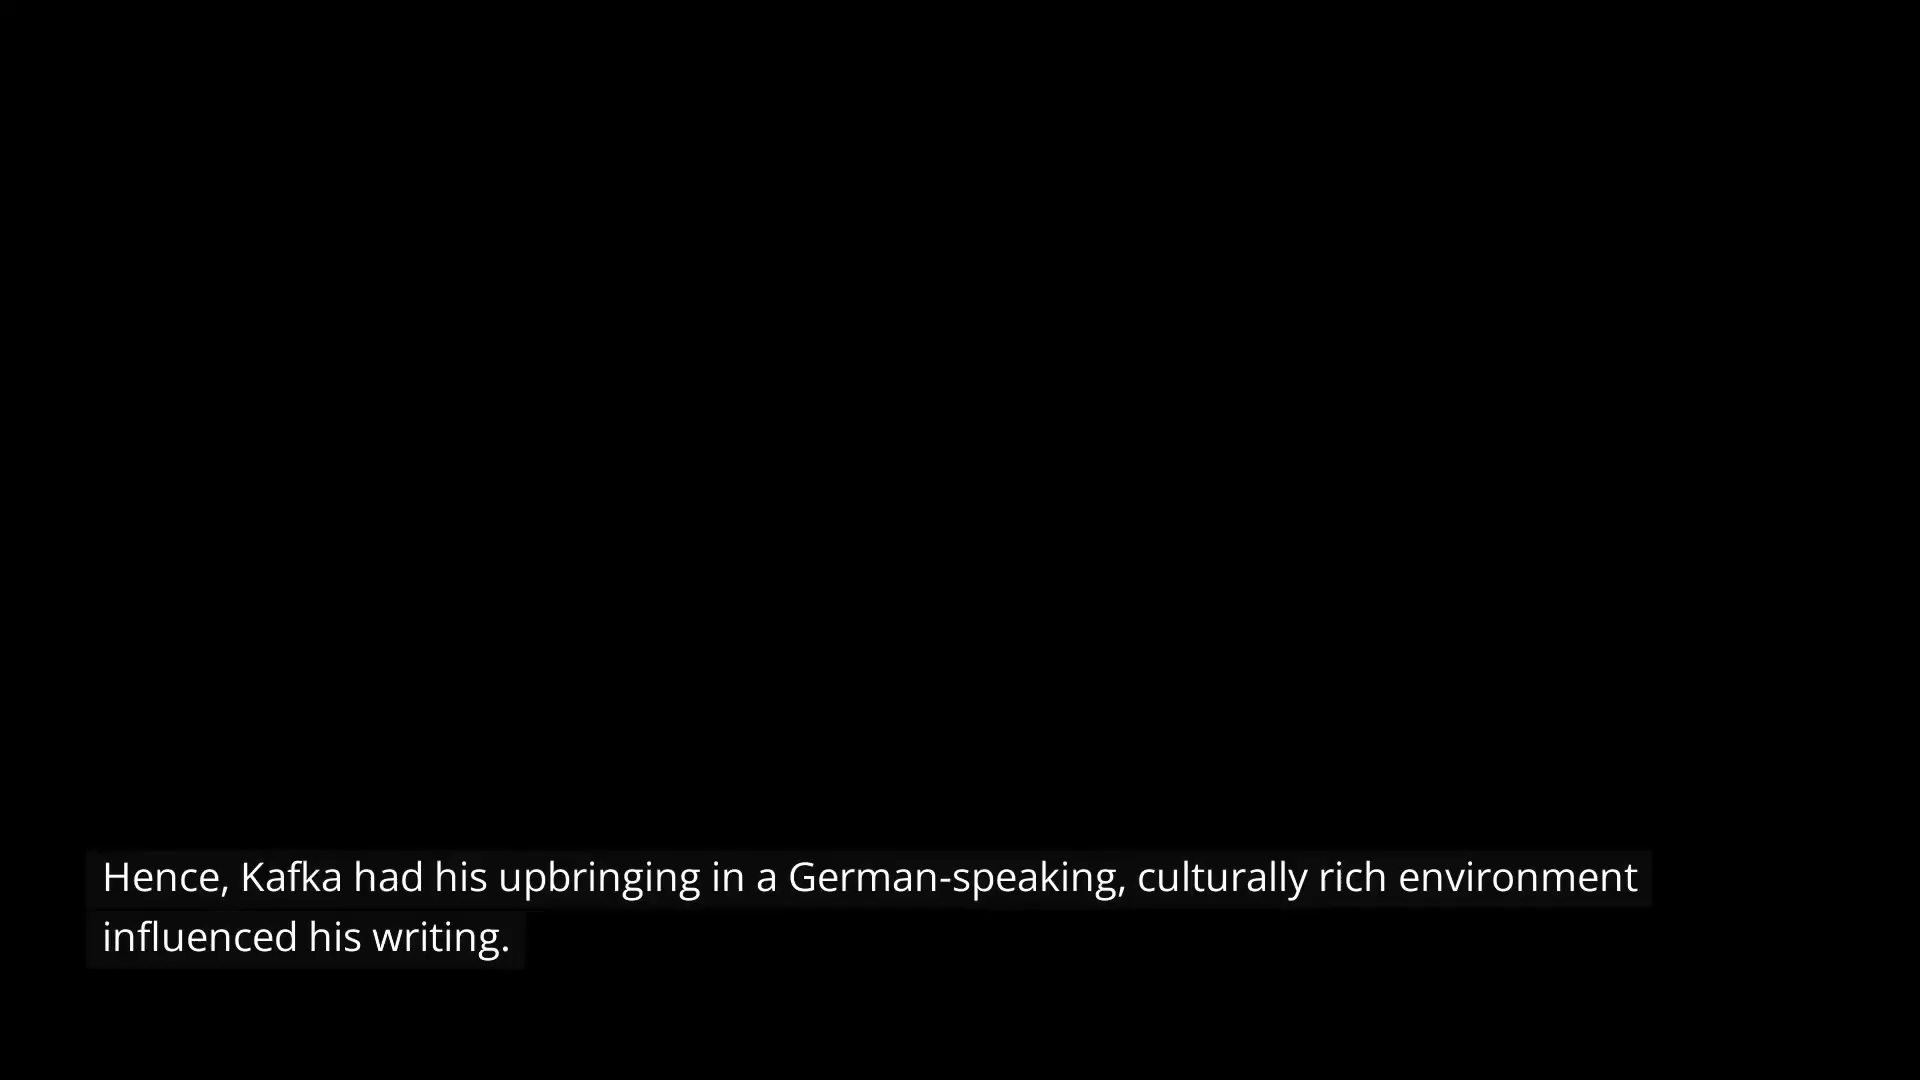 Hence, Kafka had his upbringing in a German-speaking, culturally rich environment
influenced his writing.